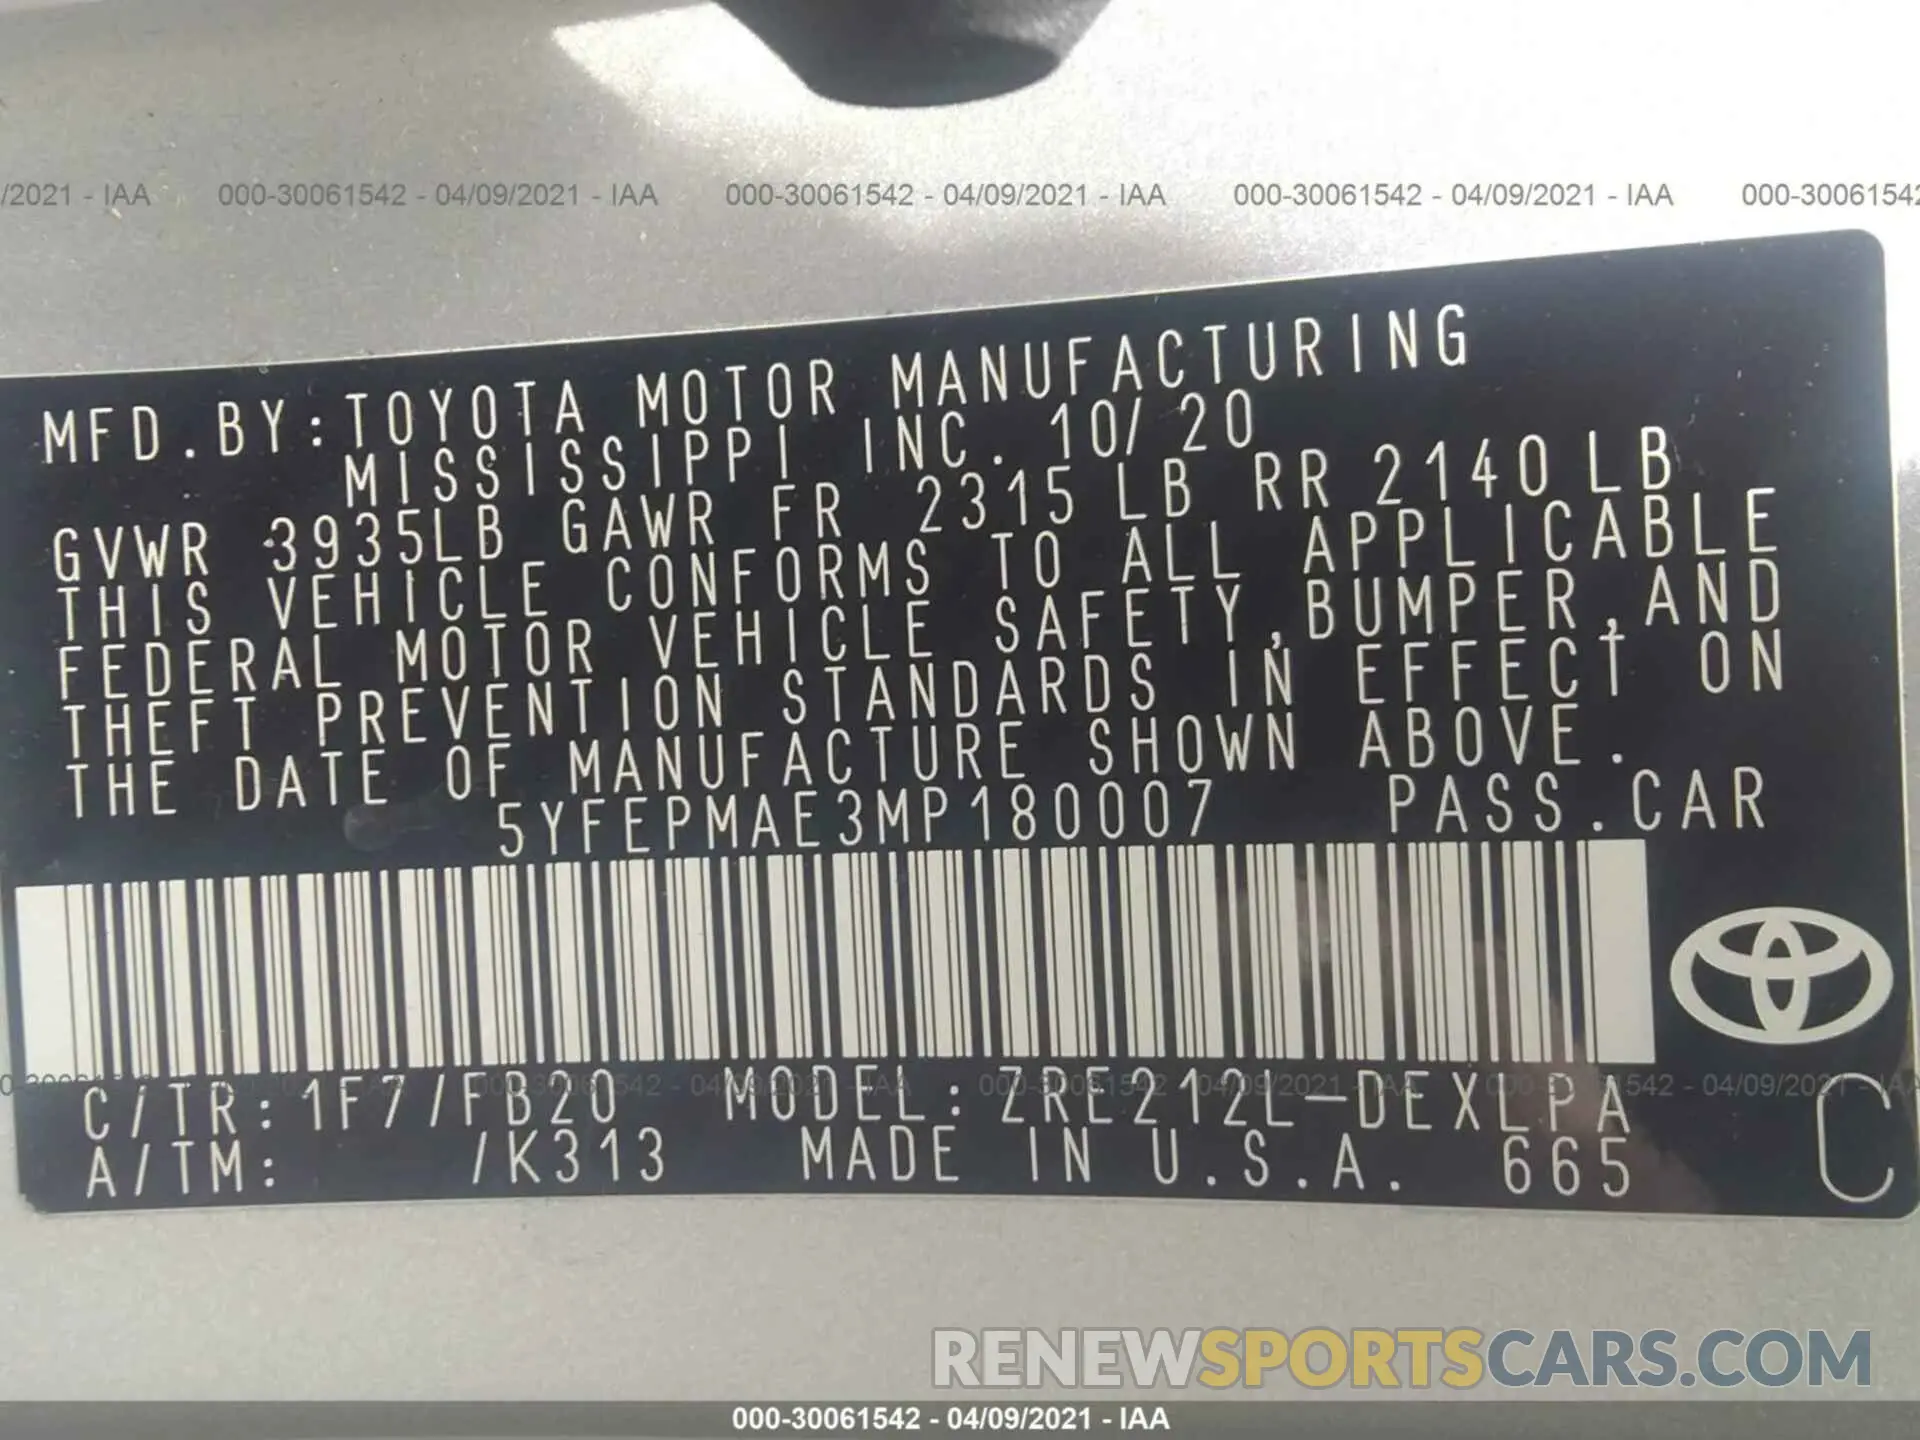 /2021 - IAA 000-30061542 - 04/09/2021 - IAA 000-30061542 - 04/09/2021 - IAA 000-30061542 - 04/09/2021 - IAA 000-3006154
MFD.BY:TOYOTA MOTOR MANUFACTURING
MISSISSIPPI INC. 10/20
GVWR 3935LB GAWR FR 2315LB RR 2140LB
THIS VEHICLE CONFORMS TO ALL APPLICABLE
FEDERAL MOTOR VEHICLE SAFETY,BUMPER,AND
THEFT PREVENTION STANDARDS IN EFFECT ON
THE DATE OF MANUFACTURE SHOWN ABOVE.
5YFEPMAE3MP180007 PASS.CAR
C/TR:1F7/FB20 MODEL:ZRE212L-DEXLPA
A/TM: /K313 MADE IN U.S.A. 665 C
RENEWSPORTSCARS.COM
000-30061542 - 04/09/2021 - IAA